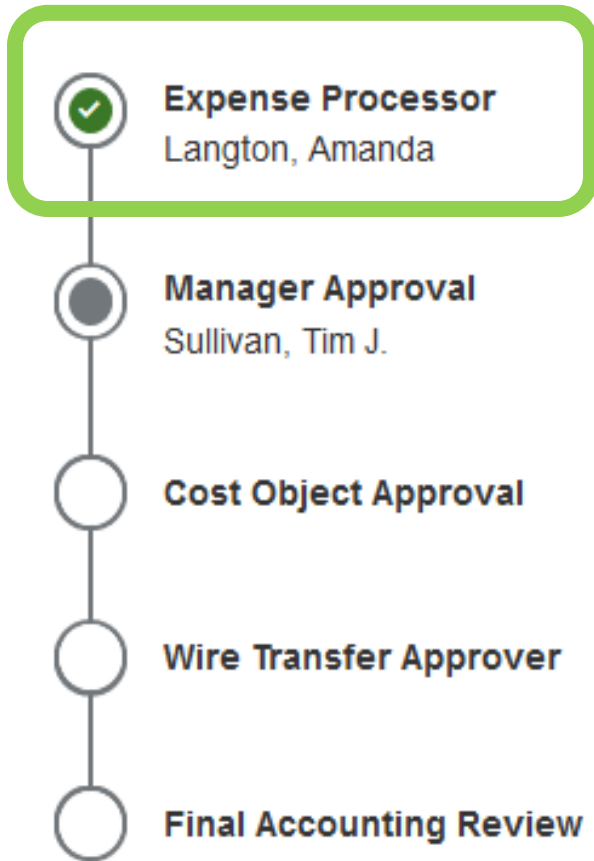 Expense Processor
Langton, Amanda
Manager Approval
Sullivan, Tim J.
Cost Object Approval
Wire Transfer Approver
Final Accounting Review